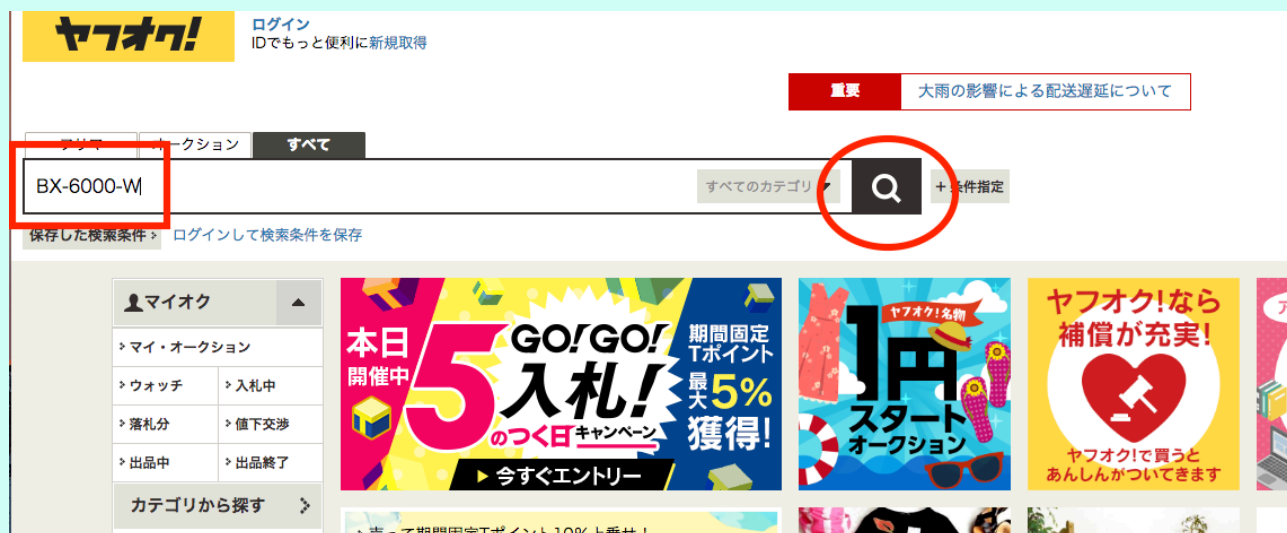 ヤフオク!
ログイン
IDでもっと便利に新規取得
重要 大雨の影響による配送遅延について
オークション すべて
BX-6000-W すべてのカテゴリ ▼ +条件指定
保存した検索条件 ログインして検索条件を保存
マイオク
マイ・オークション
ウォッチ 入札中
落札分 値下交渉
出品中 出品終了
カテゴリから探す
本日
開催中
GO!GO!
5
入札!
のつく日キャンペーン
期間固定
Tポイント
最大5%
獲得!
今すぐエントリー
ヤフオク!名物
1円
スタート
オークション
ヤフオク!なら
補償が充実!
ヤフオク!で買うと
あんしんがついてきます